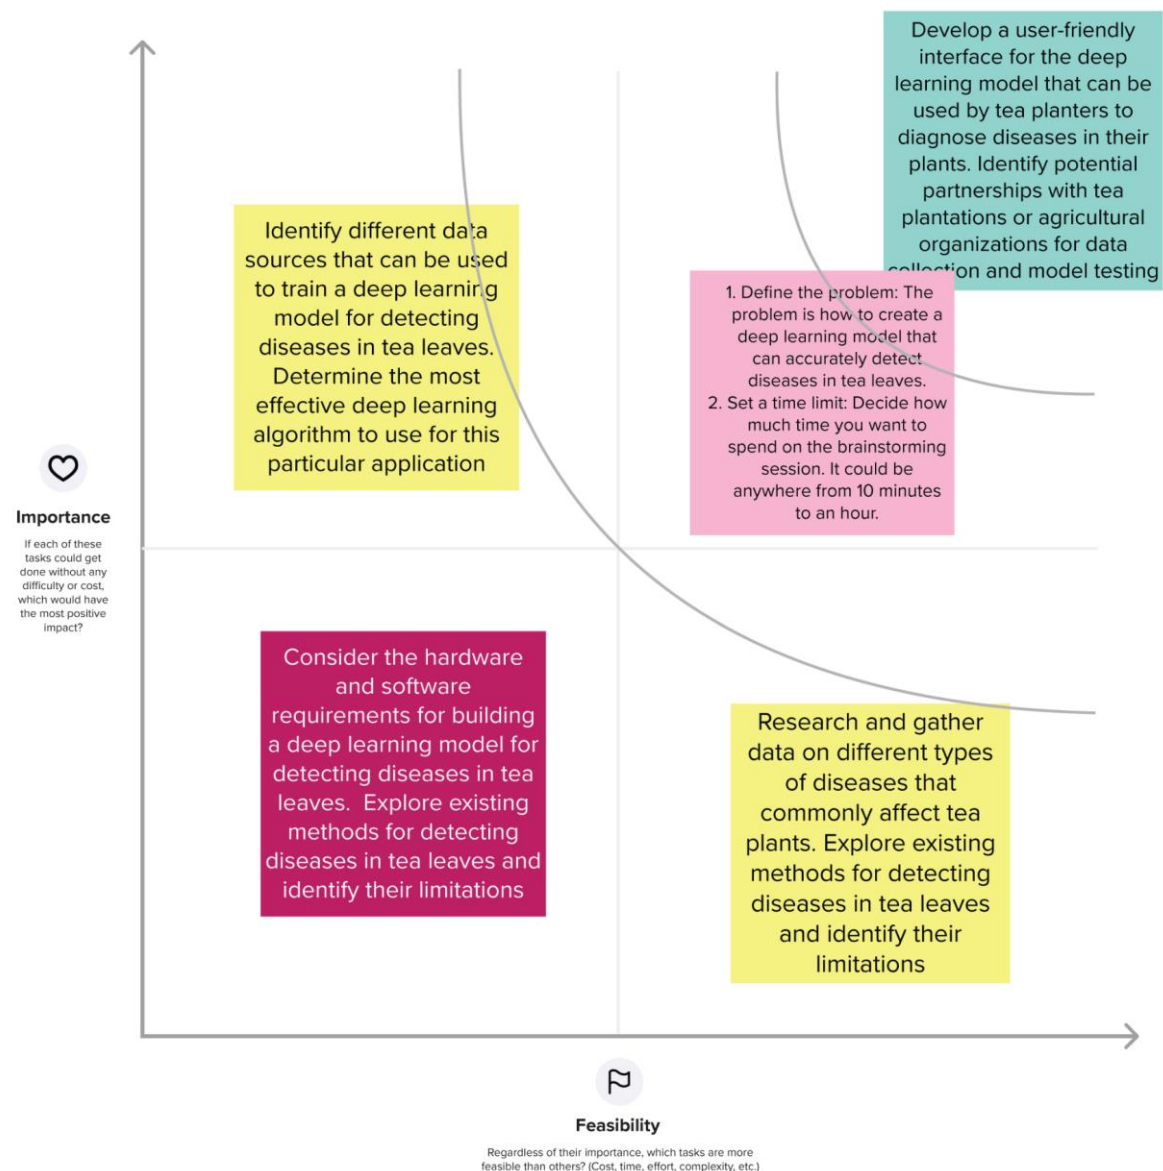 Develop a user-friendly
interface for the deep
learning model that can be
used by tea planters to
diagnose diseases in their
plants. Identify potential
partnerships with tea
plantations or agricultural
organizations for data
collection and model testing
Identify different data
sources that can be used
to train a deep learning
model for detecting
diseases in tea leaves.
Determine the most
effective deep learning
algorithm to use for this
particular application
1. Define the problem: The
problem is how to create a
deep learning model that
can accurately detect
diseases in tea leaves.
2. Set a time limit: Decide how
much time you want to
spend on the brainstorming
session. It could be
anywhere from 10 minutes
to an hour.
Importance
If each of these
tasks could get
done without any
difficulty or cost,
which would have
the most positive
impact?
Consider the hardware
and software
requirements for building
a deep learning model for
detecting diseases in tea
leaves. Explore existing
methods for detecting
diseases in tea leaves and
identify their limitations
Research and gather
data on different types
of diseases that
commonly affect tea
plants. Explore existing
methods for detecting
diseases in tea leaves
and identify their
limitations
Feasibility
Regardless of their importance, which tasks are more
feasible than others? (Cost, time, effort, complexity, etc.)